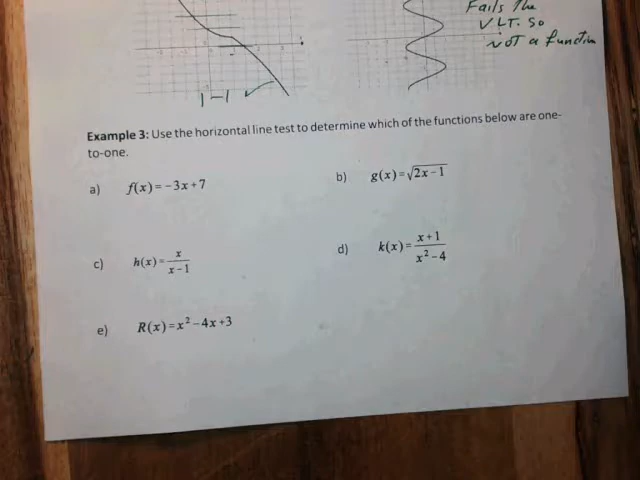 Fails The
VLT. So
NOT a function
1-1 ✓
Example 3: Use the horizontal line test to determine which of the functions below are one-
to-one.
a) f(x)=-3x+7
b) g(x)=√(2x-1)
c) h(x)=x/(x-1)
d) k(x)=(x+1)/(x²-4)
e) R(x)=x²-4x+3